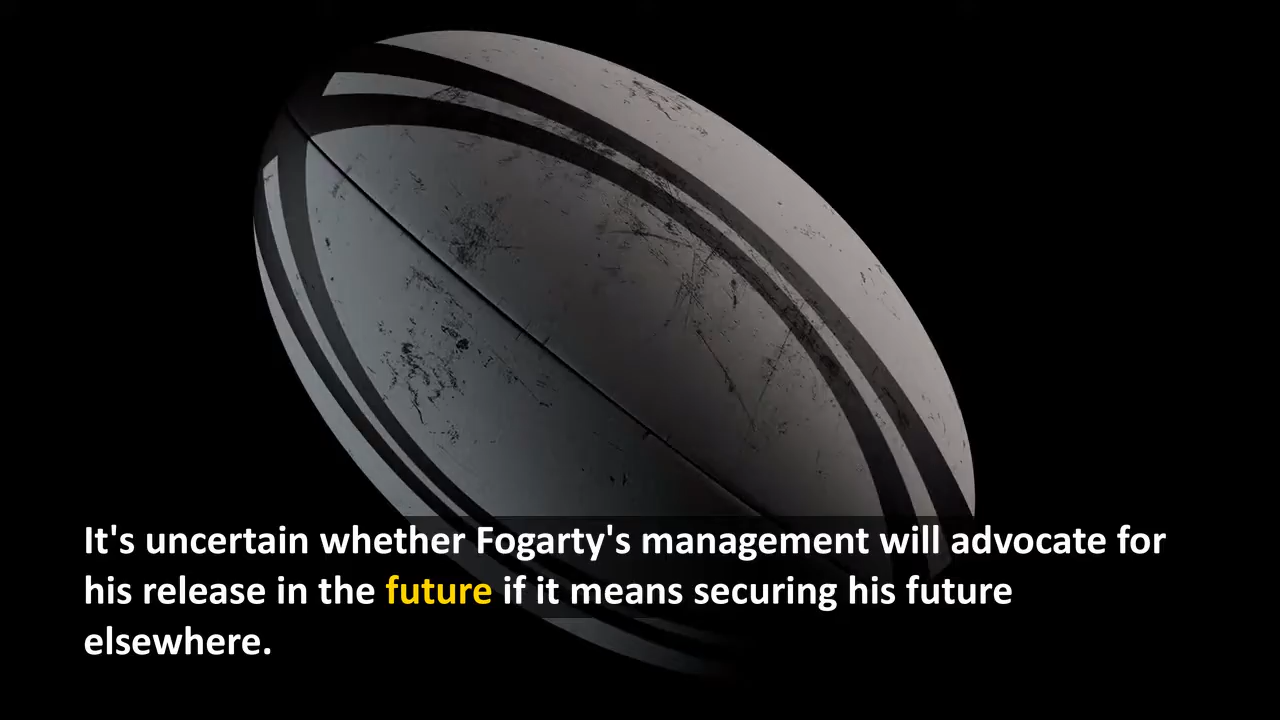 It's uncertain whether Fogarty's management will advocate for
his release in the future if it means securing his future
elsewhere.